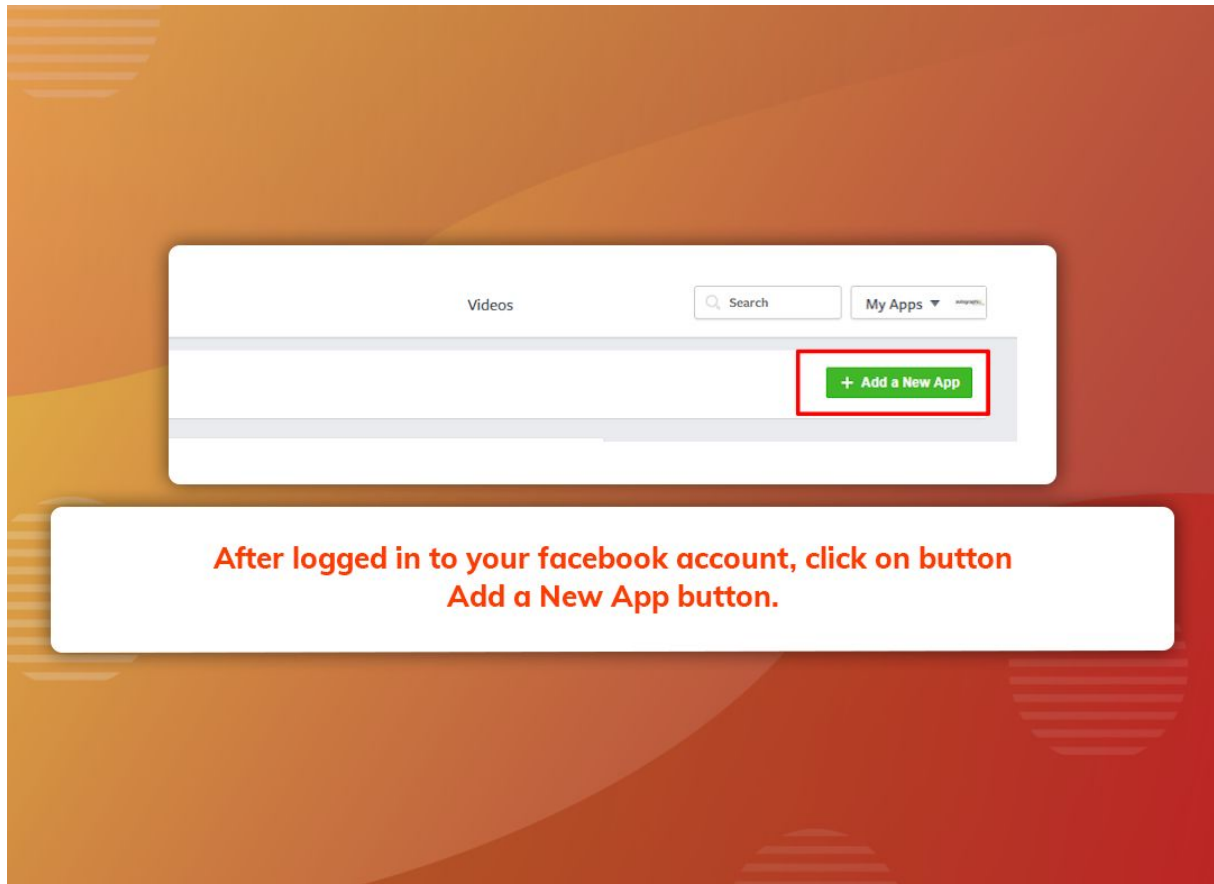 Videos
Search
My Apps
+ Add a New App
After logged in to your facebook account, click on button
Add a New App button.